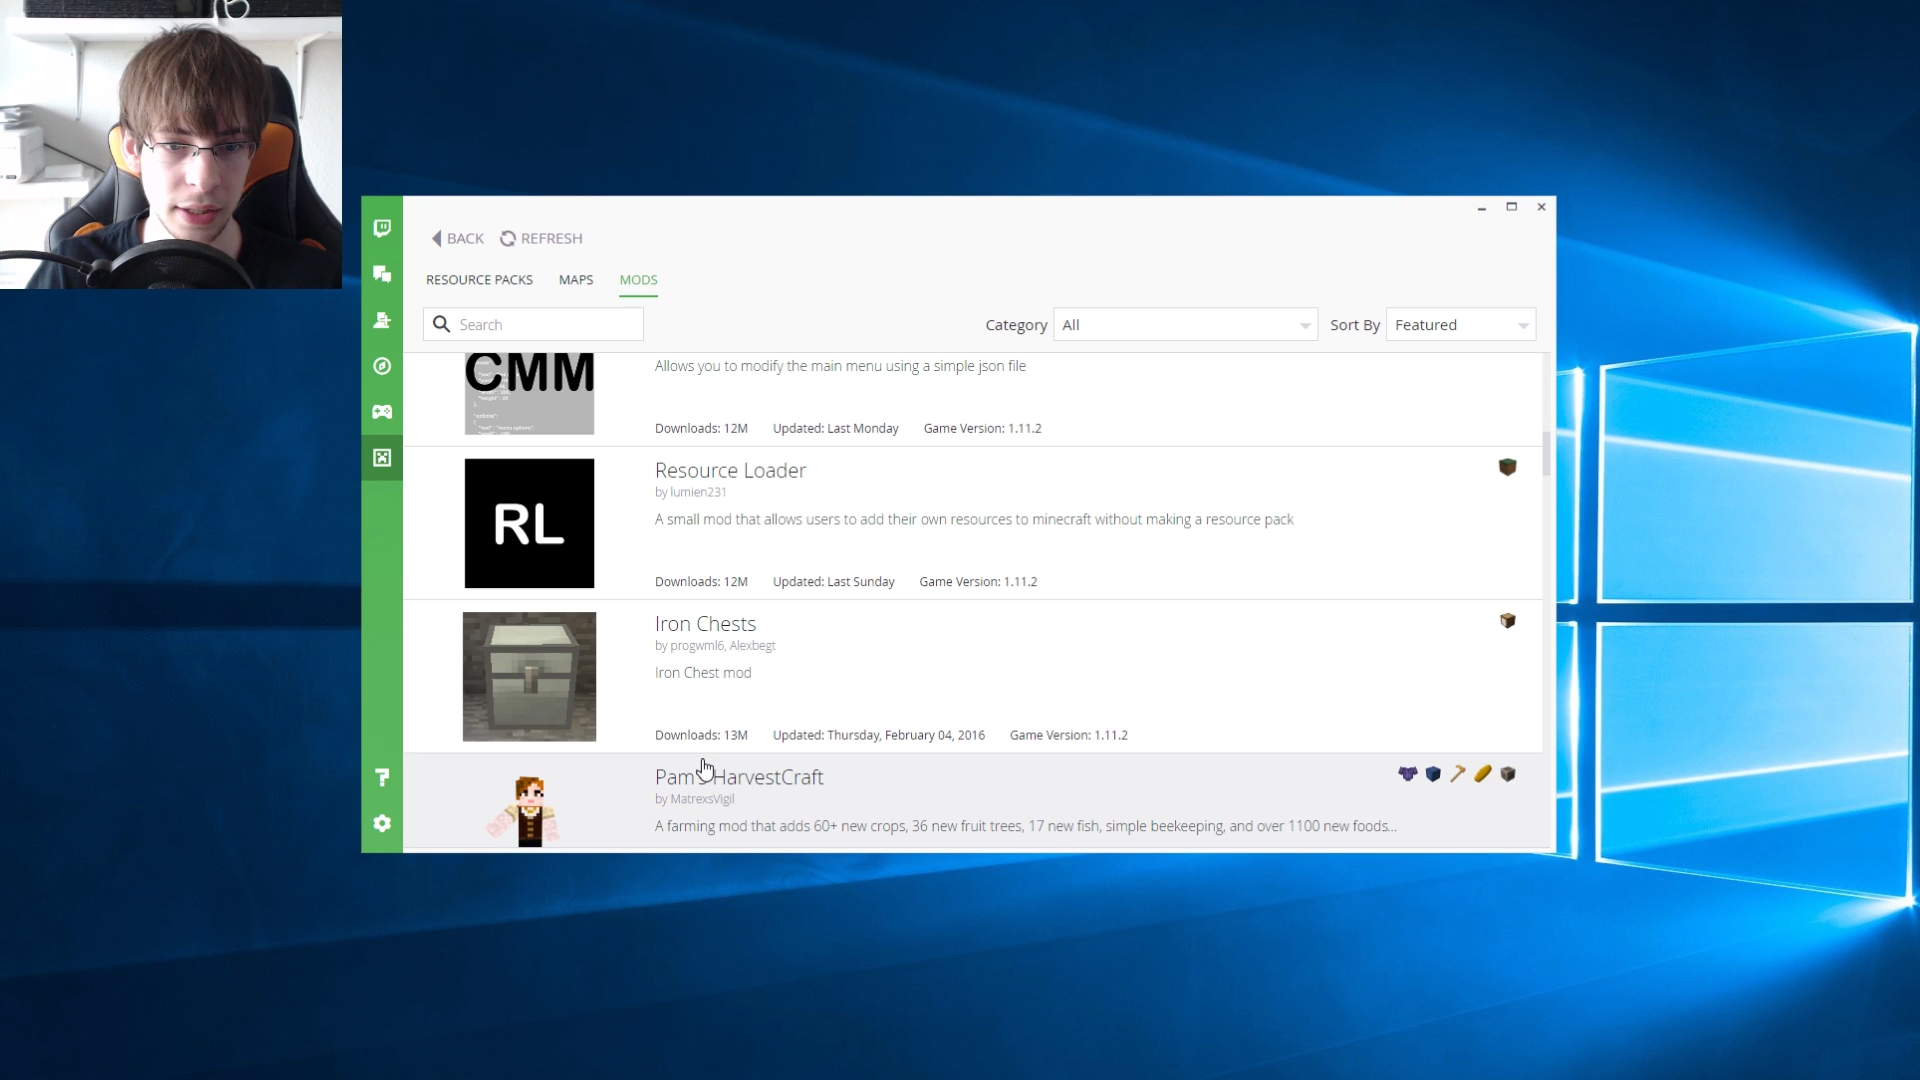 BACK REFRESH
RESOURCE PACKS MAPS MODS
Search
Category All Sort By Featured
CMM
Allows you to modify the main menu using a simple json file
Downloads: 12M Updated: Last Monday Game Version: 1.11.2
RL
Resource Loader
by lumien231
A small mod that allows users to add their own resources to minecraft without making a resource pack
Downloads: 12M Updated: Last Sunday Game Version: 1.11.2
Iron Chests
by progwml6, Alexbegt
Iron Chest mod
Downloads: 13M Updated: Thursday, February 04, 2016 Game Version: 1.11.2
HarvestCraft
by MatrexsVigil
A farming mod that adds 60+ new crops, 36 new fruit trees, 17 new fish, simple beekeeping, and over 1100 new foods...